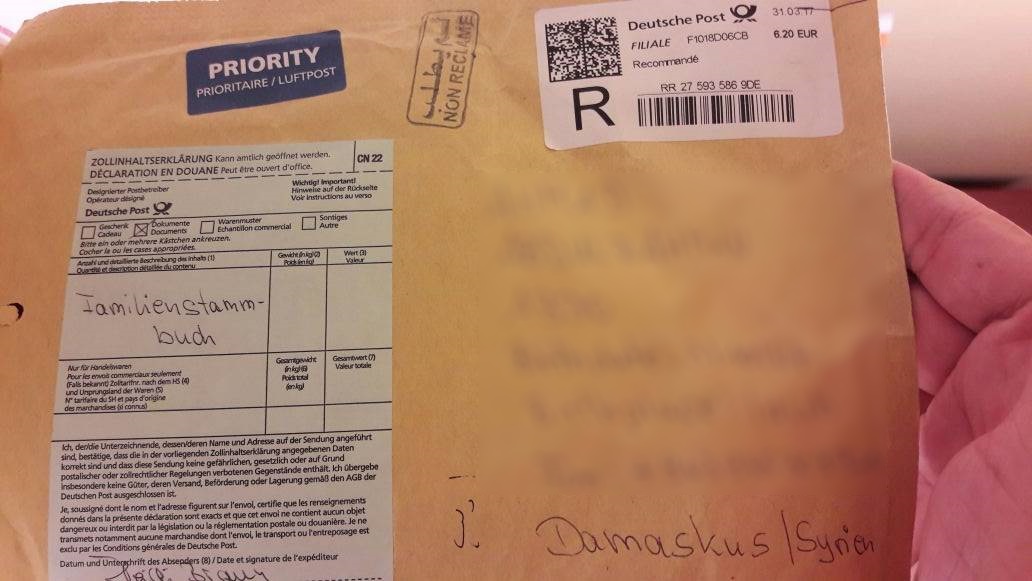 PRIORITY
PRIORITAIRE / LUFTPOST
NON RECLAMÉ
Deutsche Post
31.03.17
FILIALE F1018D06CB 6.20 EUR
Recommandé
RR 27 593 586 9DE
R
ZOLLINHALTSERKLÄRUNG Kann amtlich geöffnet werden.
DÉCLARATION EN DOUANE Peut être ouvert d'office.
CN 22
Designierter Postbetreiber
Opérateur désigné
Deutsche Post
Wichtig! Important!
Hinweise auf der Rückseite
Voir instructions au verso
Geschenk
Cadeau
Dokumente
Documents
Warenmuster
Echantillon commercial
Sontiges
Autre
Bitte ein oder mehrere Kästchen ankreuzen.
Cocher la ou les cases appropriées.
Anzahl und detaillierte Beschreibung des Inhalts (1)
Quantité et description détaillée du contenu
Gewicht (in kg) (2)
Poids (en kg)
Wert (3)
Valeur
Familienstamm-
buch
Nur für Handelswaren
Pour les envois commerciaux seulement
(Falls bekannt) Zolltarifnr. nach dem HS (4)
und Ursprungsland der Waren (5)
N° tarifaire du SH et pays d'origine
des marchandises (si connus)
Gesamtgewicht
(in kg) (6)
Poids total
(en kg)
Gesamtwert (7)
Valeur totale
Ich, der/die Unterzeichnende, dessen/deren Name und Adresse auf der Sendung angeführt
sind, bestätige, dass die in der vorliegenden Zollinhaltserklärung angegebenen Daten
korrekt sind und dass diese Sendung keine gefährlichen, gesetzlich oder auf Grund
postalischer oder zollrechtlicher Regelungen verbotenen Gegenstände enthält. Ich übergebe
insbesondere keine Güter, deren Versand, Beförderung oder Lagerung gemäß den AGB der
Deutschen Post ausgeschlossen ist.
Je, soussigné dont le nom et l'adresse figurent sur l'envoi, certifie que les renseignements
donnés dans la présente déclaration sont exacts et que cet envoi ne contient aucun objet
dangereux ou interdit par la législation ou la réglementation postale ou douanière. Je ne
transmets notamment aucune marchandise dont l'envoi, le transport ou l'entreposage est
exclu par les Conditions générales de Deutsche Post.
Datum und Unterschrift des Absenders (8) / Date et signature de l'expéditeur
Damaskus / Syrien